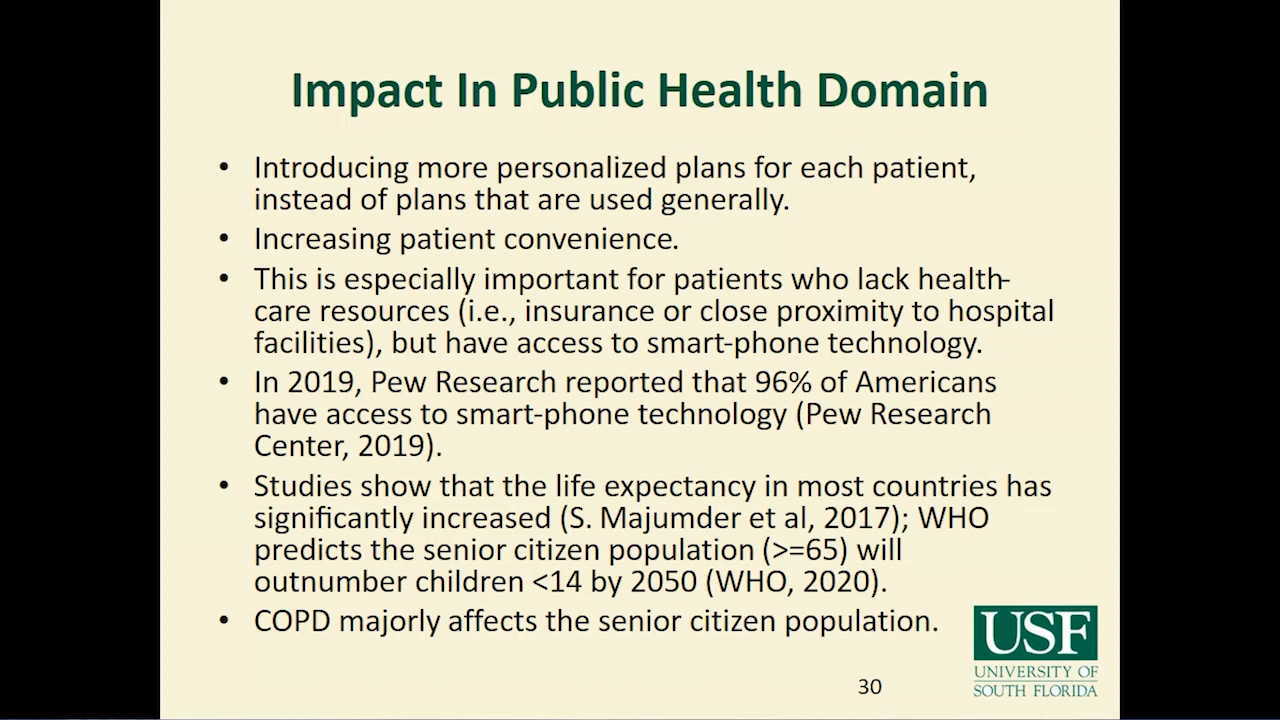 Impact In Public Health Domain
• Introducing more personalized plans for each patient,
instead of plans that are used generally.
• Increasing patient convenience.
• This is especially important for patients who lack health-
care resources (i.e., insurance or close proximity to hospital
facilities), but have access to smart-phone technology.
• In 2019, Pew Research reported that 96% of Americans
have access to smart-phone technology (Pew Research
Center, 2019).
• Studies show that the life expectancy in most countries has
significantly increased (S. Majumder et al, 2017); WHO
predicts the senior citizen population (>=65) will
outnumber children <14 by 2050 (WHO, 2020).
• COPD majorly affects the senior citizen population.
30
USF
UNIVERSITY OF
SOUTH FLORIDA